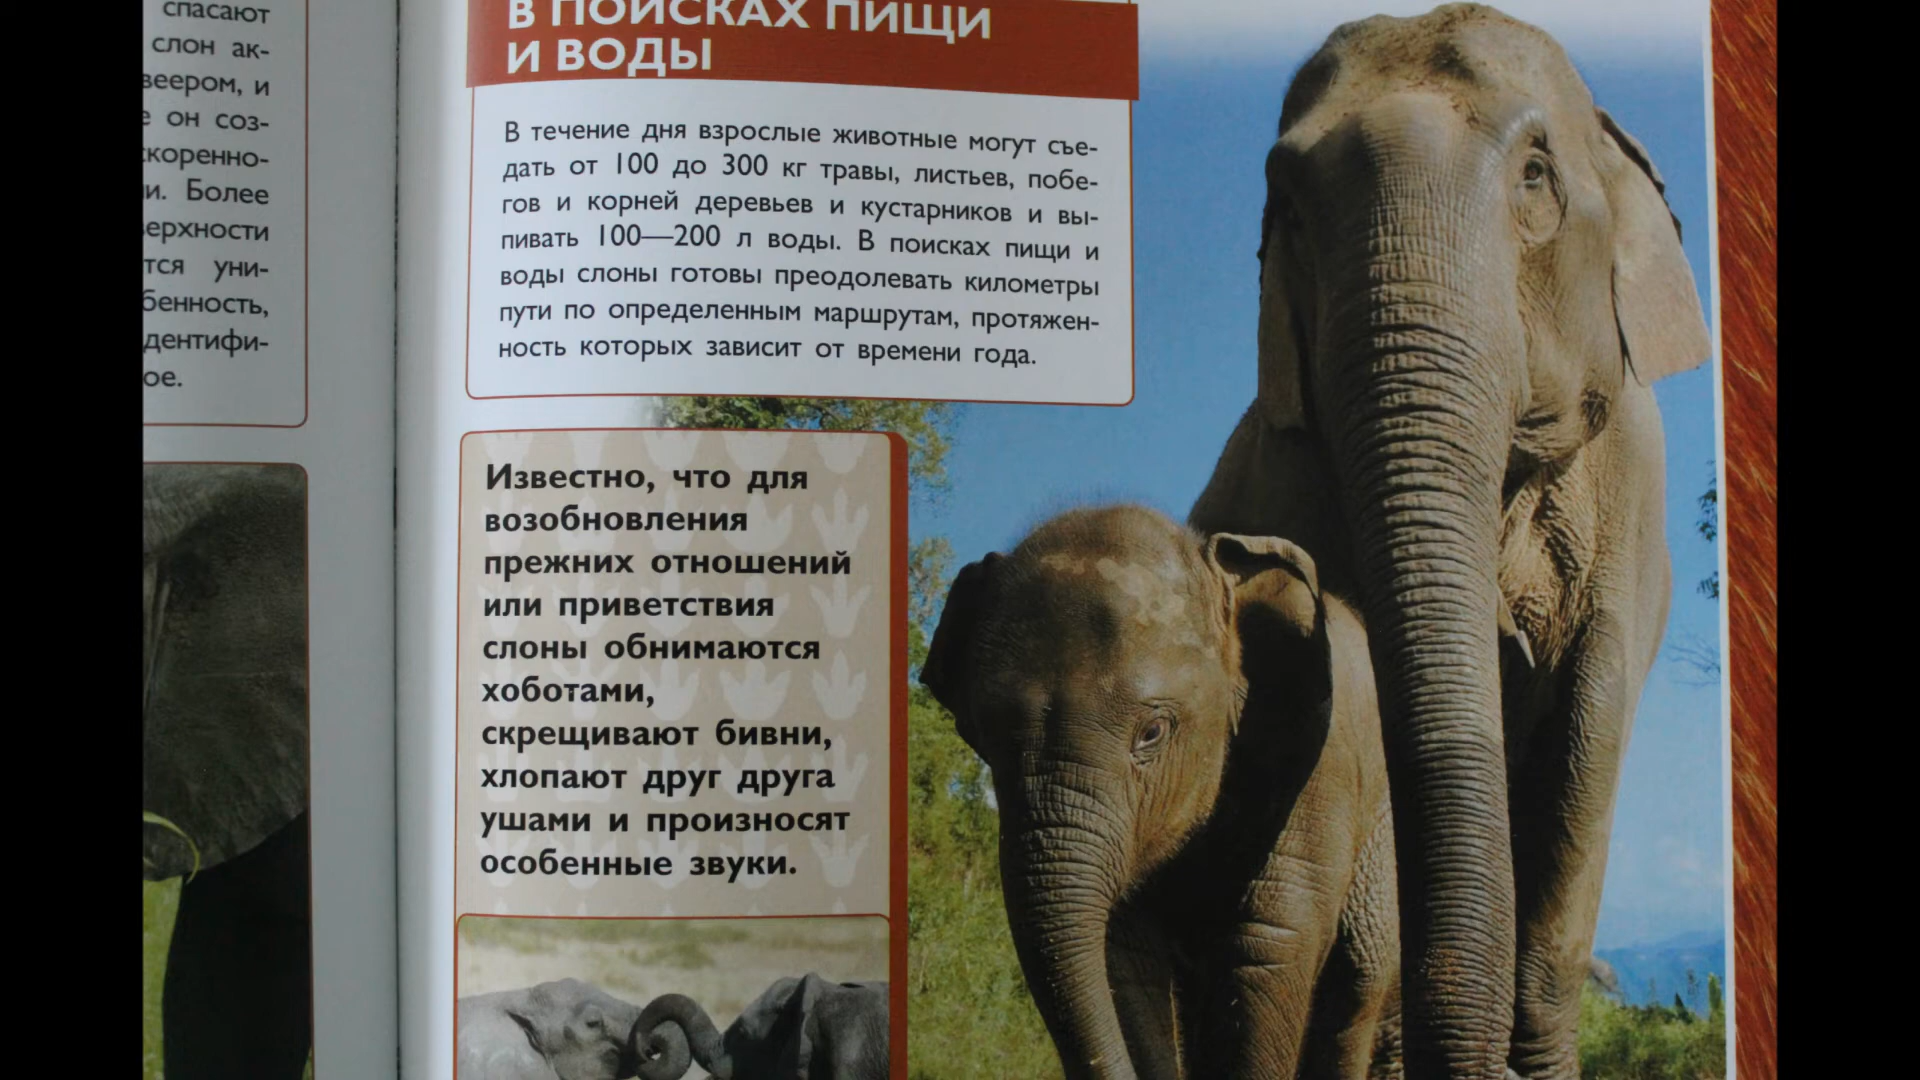 спасают
слон ак-
веером, и
он соз-
Более
уни-
ое.
В ПОИСКАХ ПИЩИ
И ВОДЫ
В течение дня взрослые животные могут съе-
дать от 100 до 300 кг травы, листьев, побе-
гов и корней деревьев и кустарников и вы-
пивать 100—200 л воды. В поисках пищи и
воды слоны готовы преодолевать километры
пути по определенным маршрутам, протяжен-
ность которых зависит от времени года.
Известно, что для
возобновления
прежних отношений
или приветствия
слоны обнимаются
хоботами,
скрещивают бивни,
хлопают друг друга
ушами и произносят
особенные звуки.